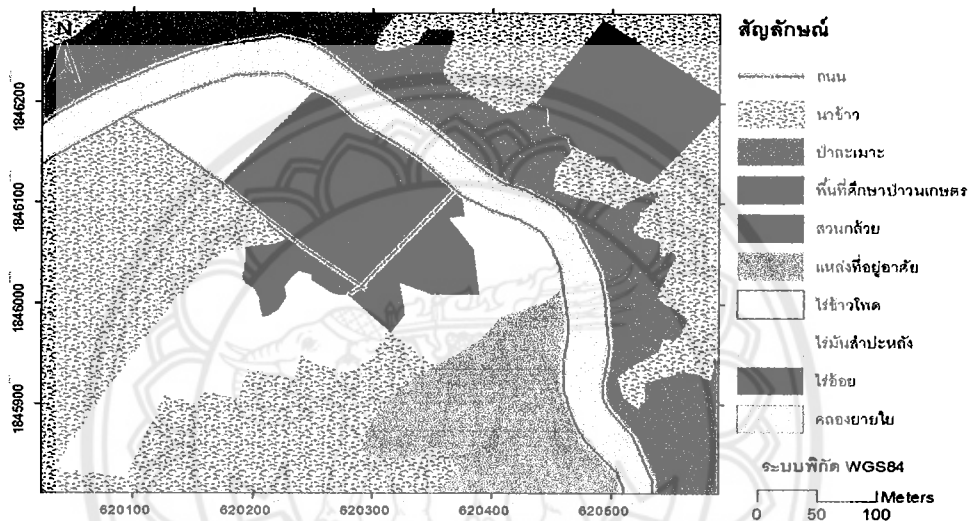 N
1846200
1846100
1846000
1845900
620100
620200
620300
620400
620500
สัญลักษณ์
ถนน
นาข้าว
ป่าละเมาะ
พื้นที่ศึกษาป่าวนเกษตร
สวนกล้วย
แหล่งที่อยู่อาศัย
ไร่ข้าวโพด
ไร่มันสำปะหลัง
ไร่อ้อย
คลองยายใบ
ระบบพิกัด WGS84
Meters
0 50 100